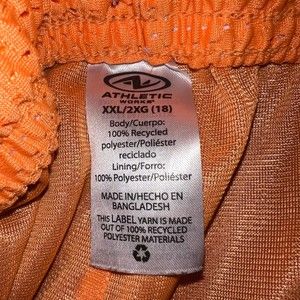 ATHLETIC
WORKS
XXL/2XG (18)
Body/Cuerpo:
100% Recycled
polyester/Poliéster
reciclado
Lining/Forro:
100% Polyester/Poliéster
MADE IN/HECHO EN
BANGLADESH
THIS LABEL YARN IS MADE
OUT OF 100% RECYCLED
POLYESTER MATERIALS